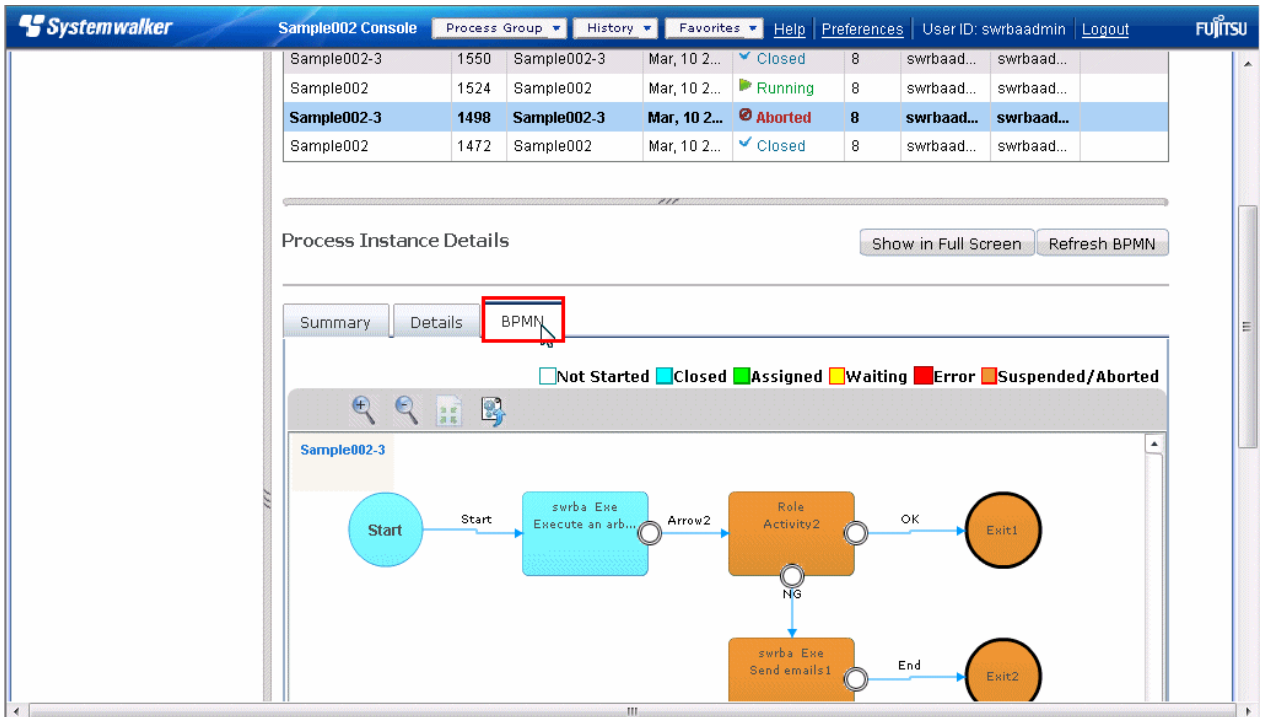 Systemwalker Sample002 Console Process Group History Favorites Help Preferences User ID: swrbaadmin Logout FUJITSU
Sample002-3 1550 Sample002-3 Mar, 10 2... Closed 8 swrbaad... swrbaad...
Sample002 1524 Sample002 Mar, 10 2... Running 8 swrbaad... swrbaad...
Sample002-3 1498 Sample002-3 Mar, 10 2... Aborted 8 swrbaad... swrbaad...
Sample002 1472 Sample002 Mar, 10 2... Closed 8 swrbaad... swrbaad...
Process Instance Details Show in Full Screen Refresh BPMN
Summary Details BPMN
Not Started Closed Assigned Waiting Error Suspended/Aborted
Sample002-3
Start
Start
swrba Exe
Execute an arb...
Arrow2
Role
Activity2
OK
Exit1
NG
swrba Exe
Send emails1
End
Exit2